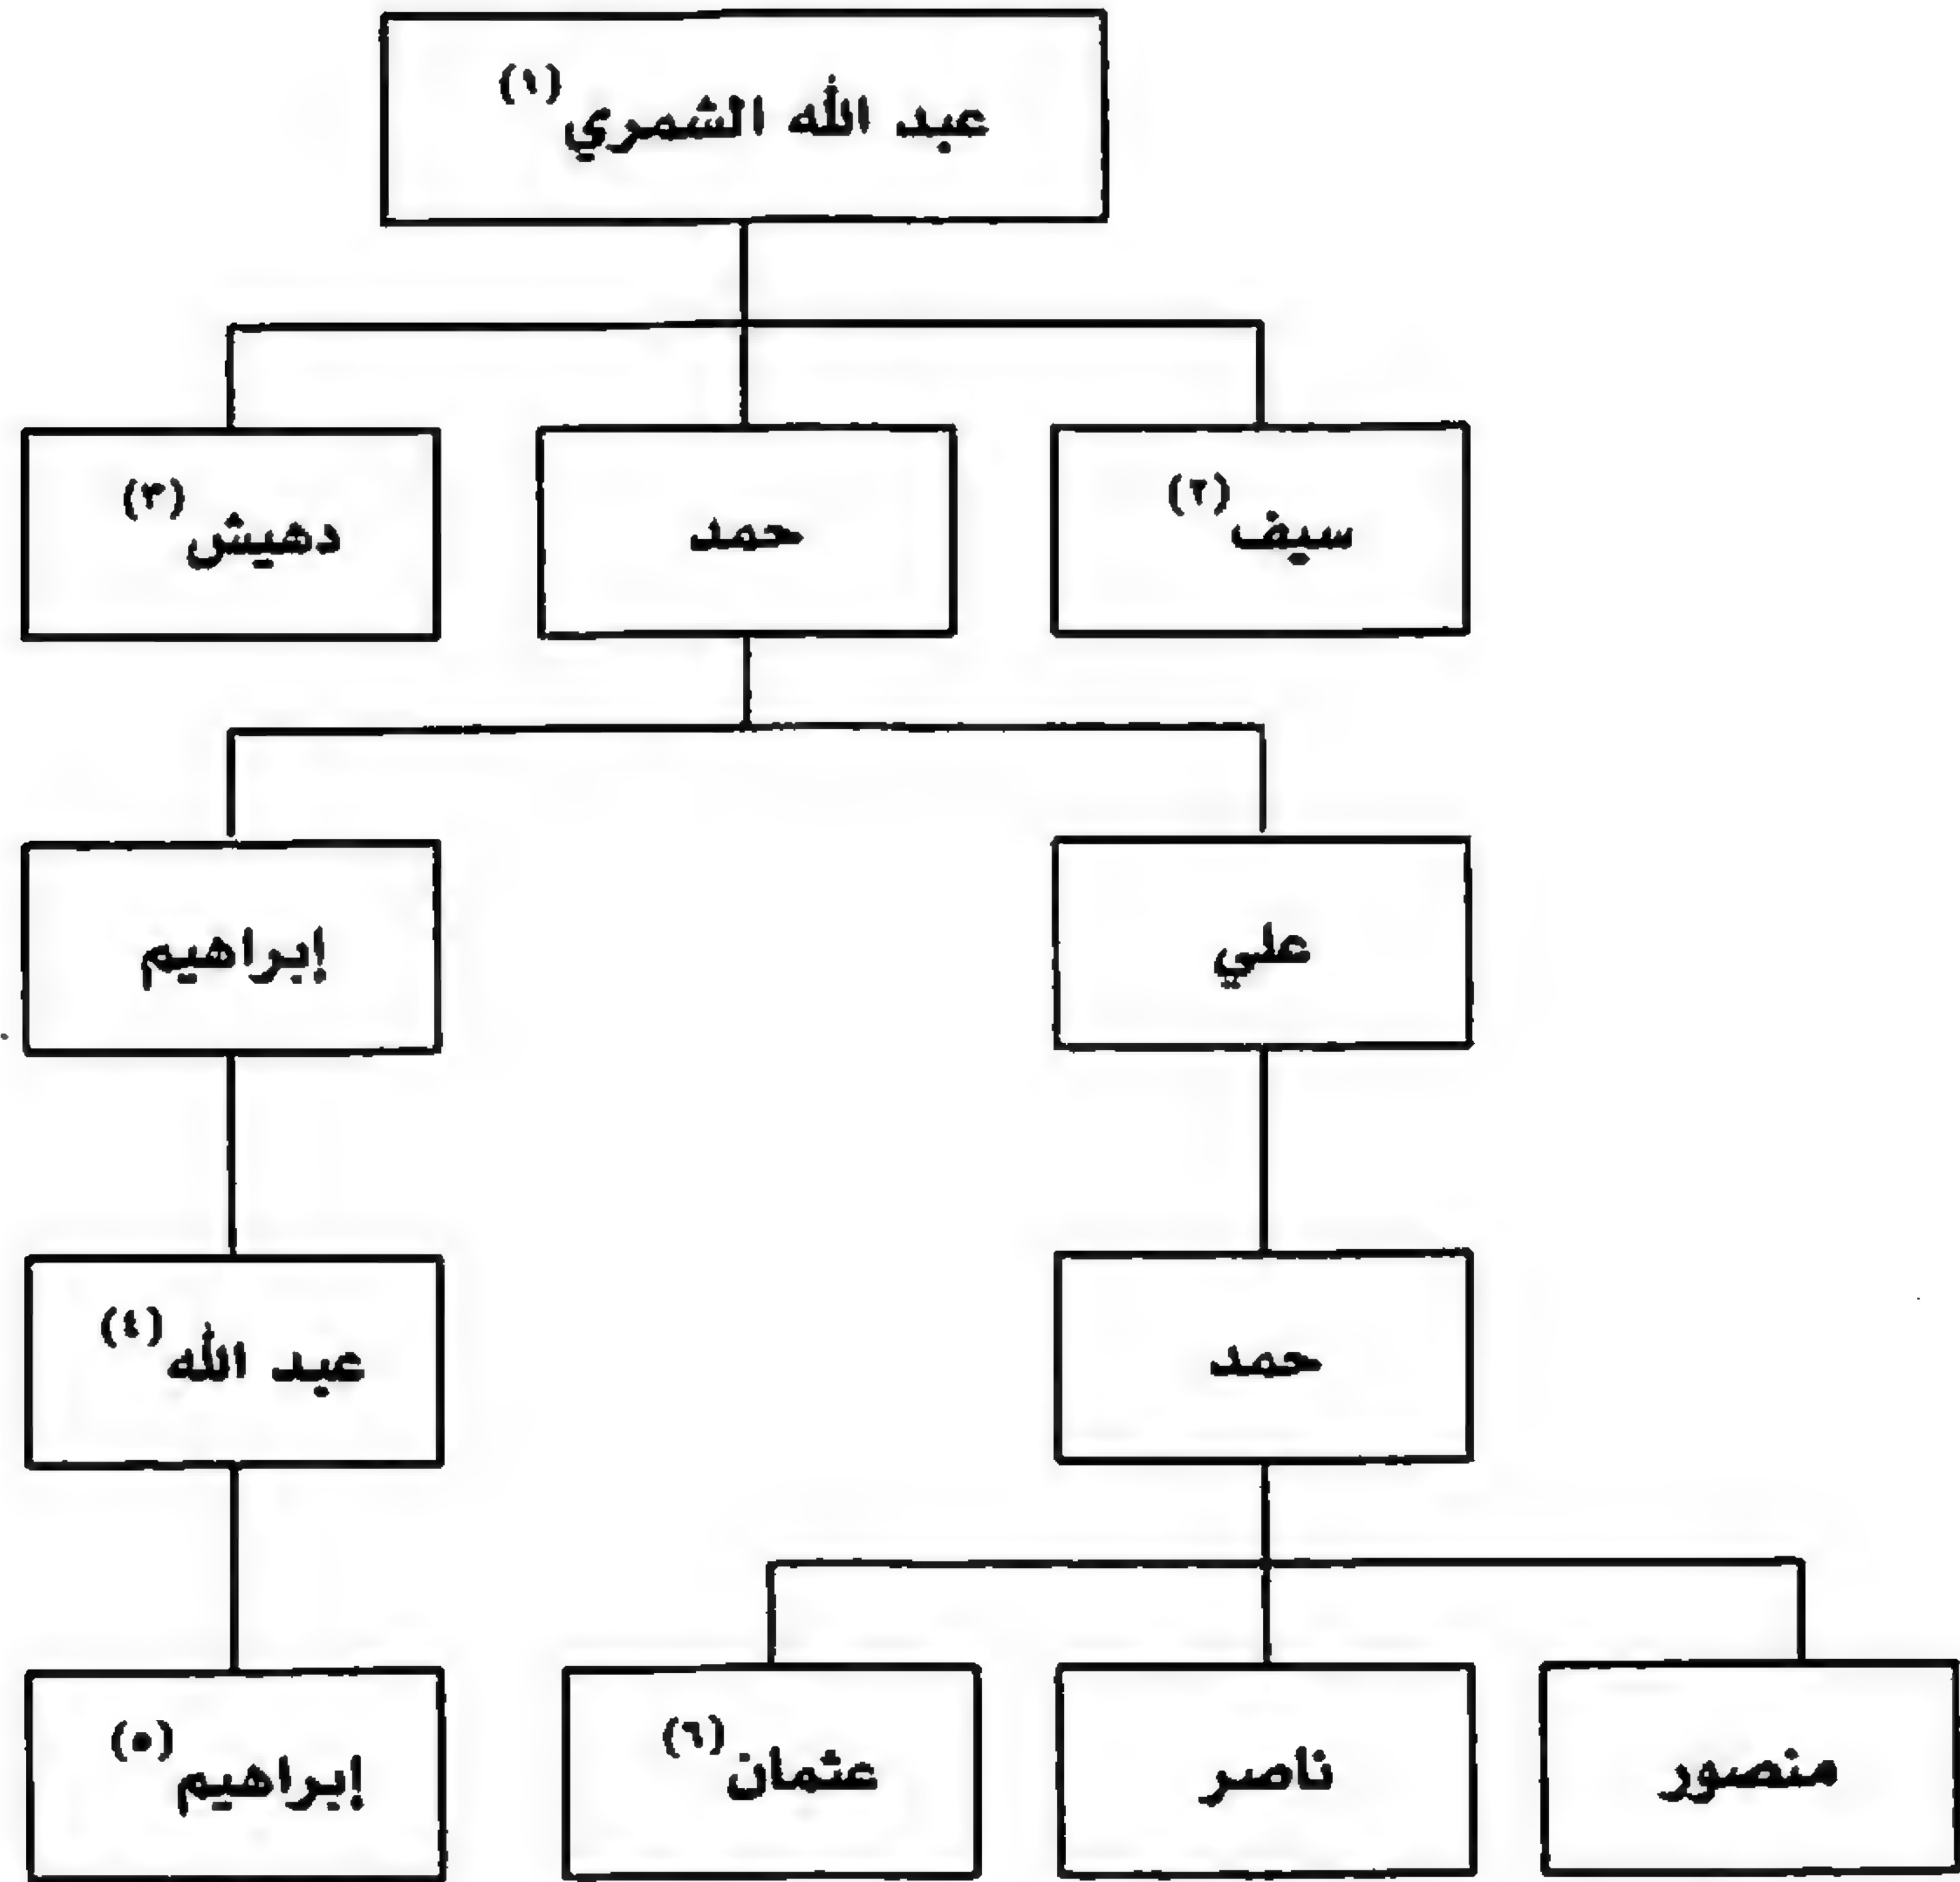 عبد الله الشمري(١)
سيف(٢)
حمد
دهيش(٣)
علي
إبراهيم
حمد
عبد الله(٤)
منصور
ناصر
عثمان(٦)
إبراهيم(٥)